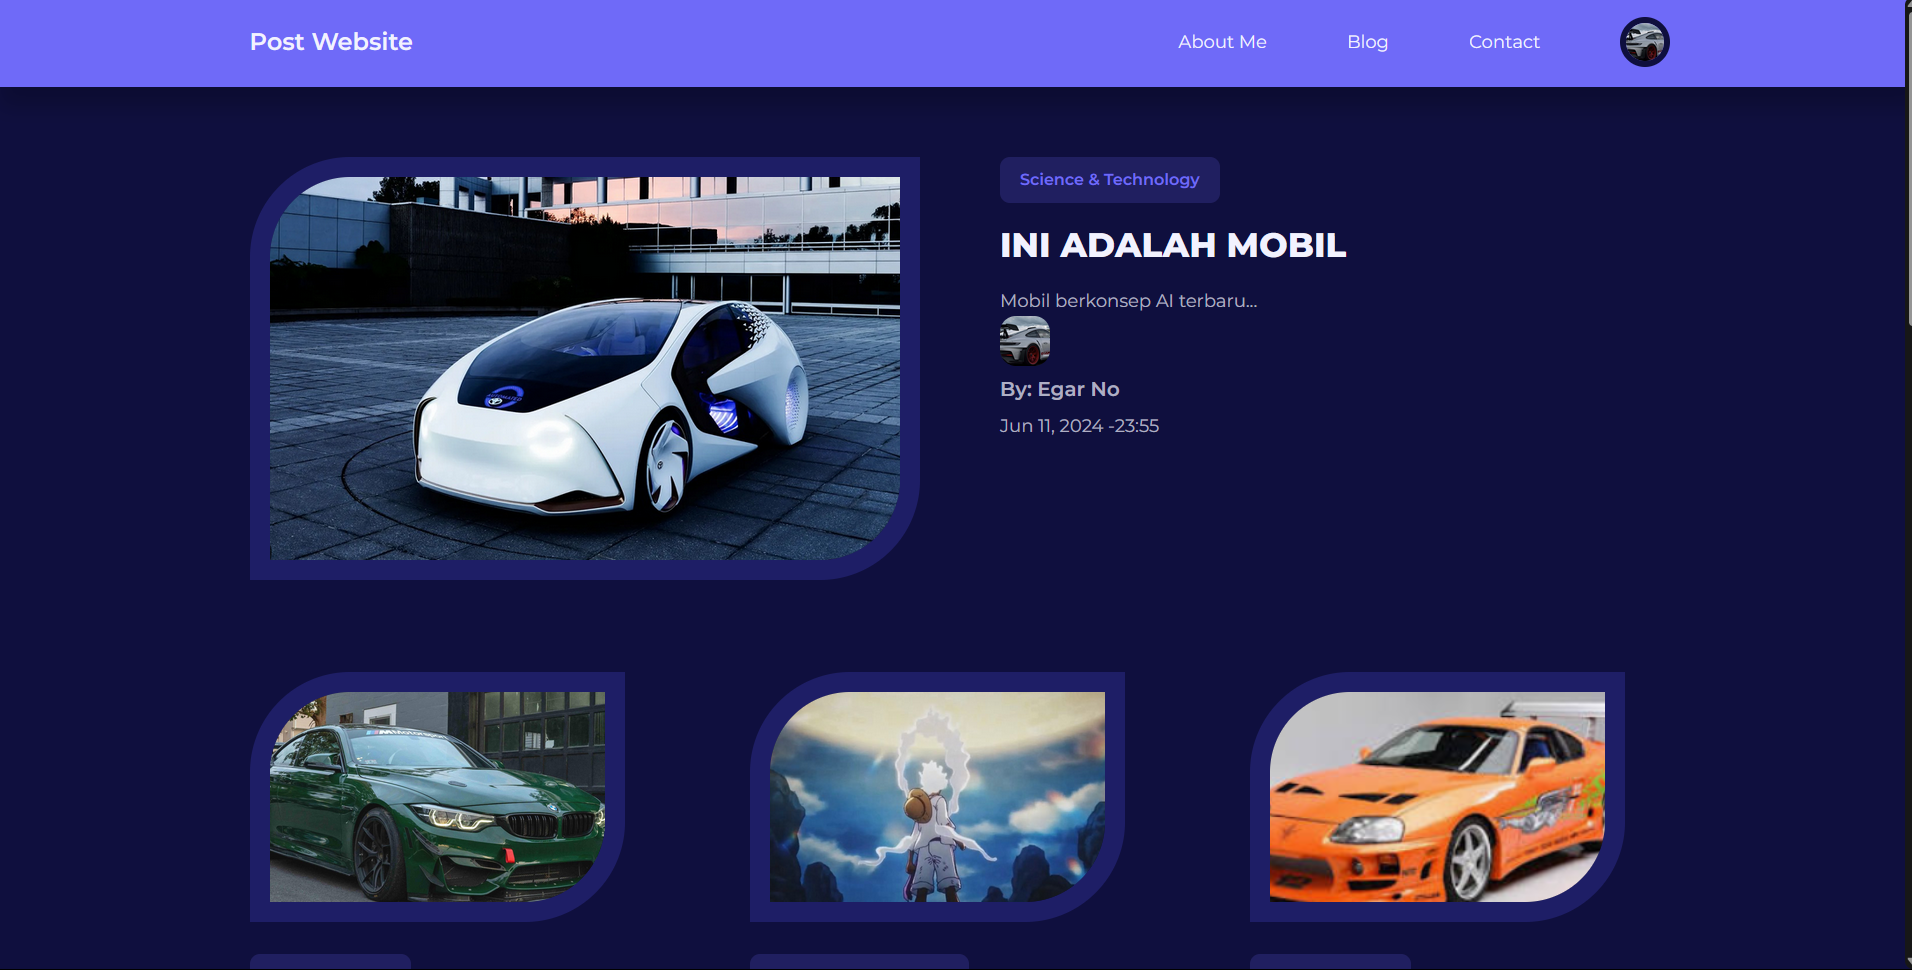 Post Website
About Me
Blog
Contact
Science & Technology
INI ADALAH MOBIL
Mobil berkonsep AI terbaru...
By: Egar No
Jun 11, 2024 -23:55